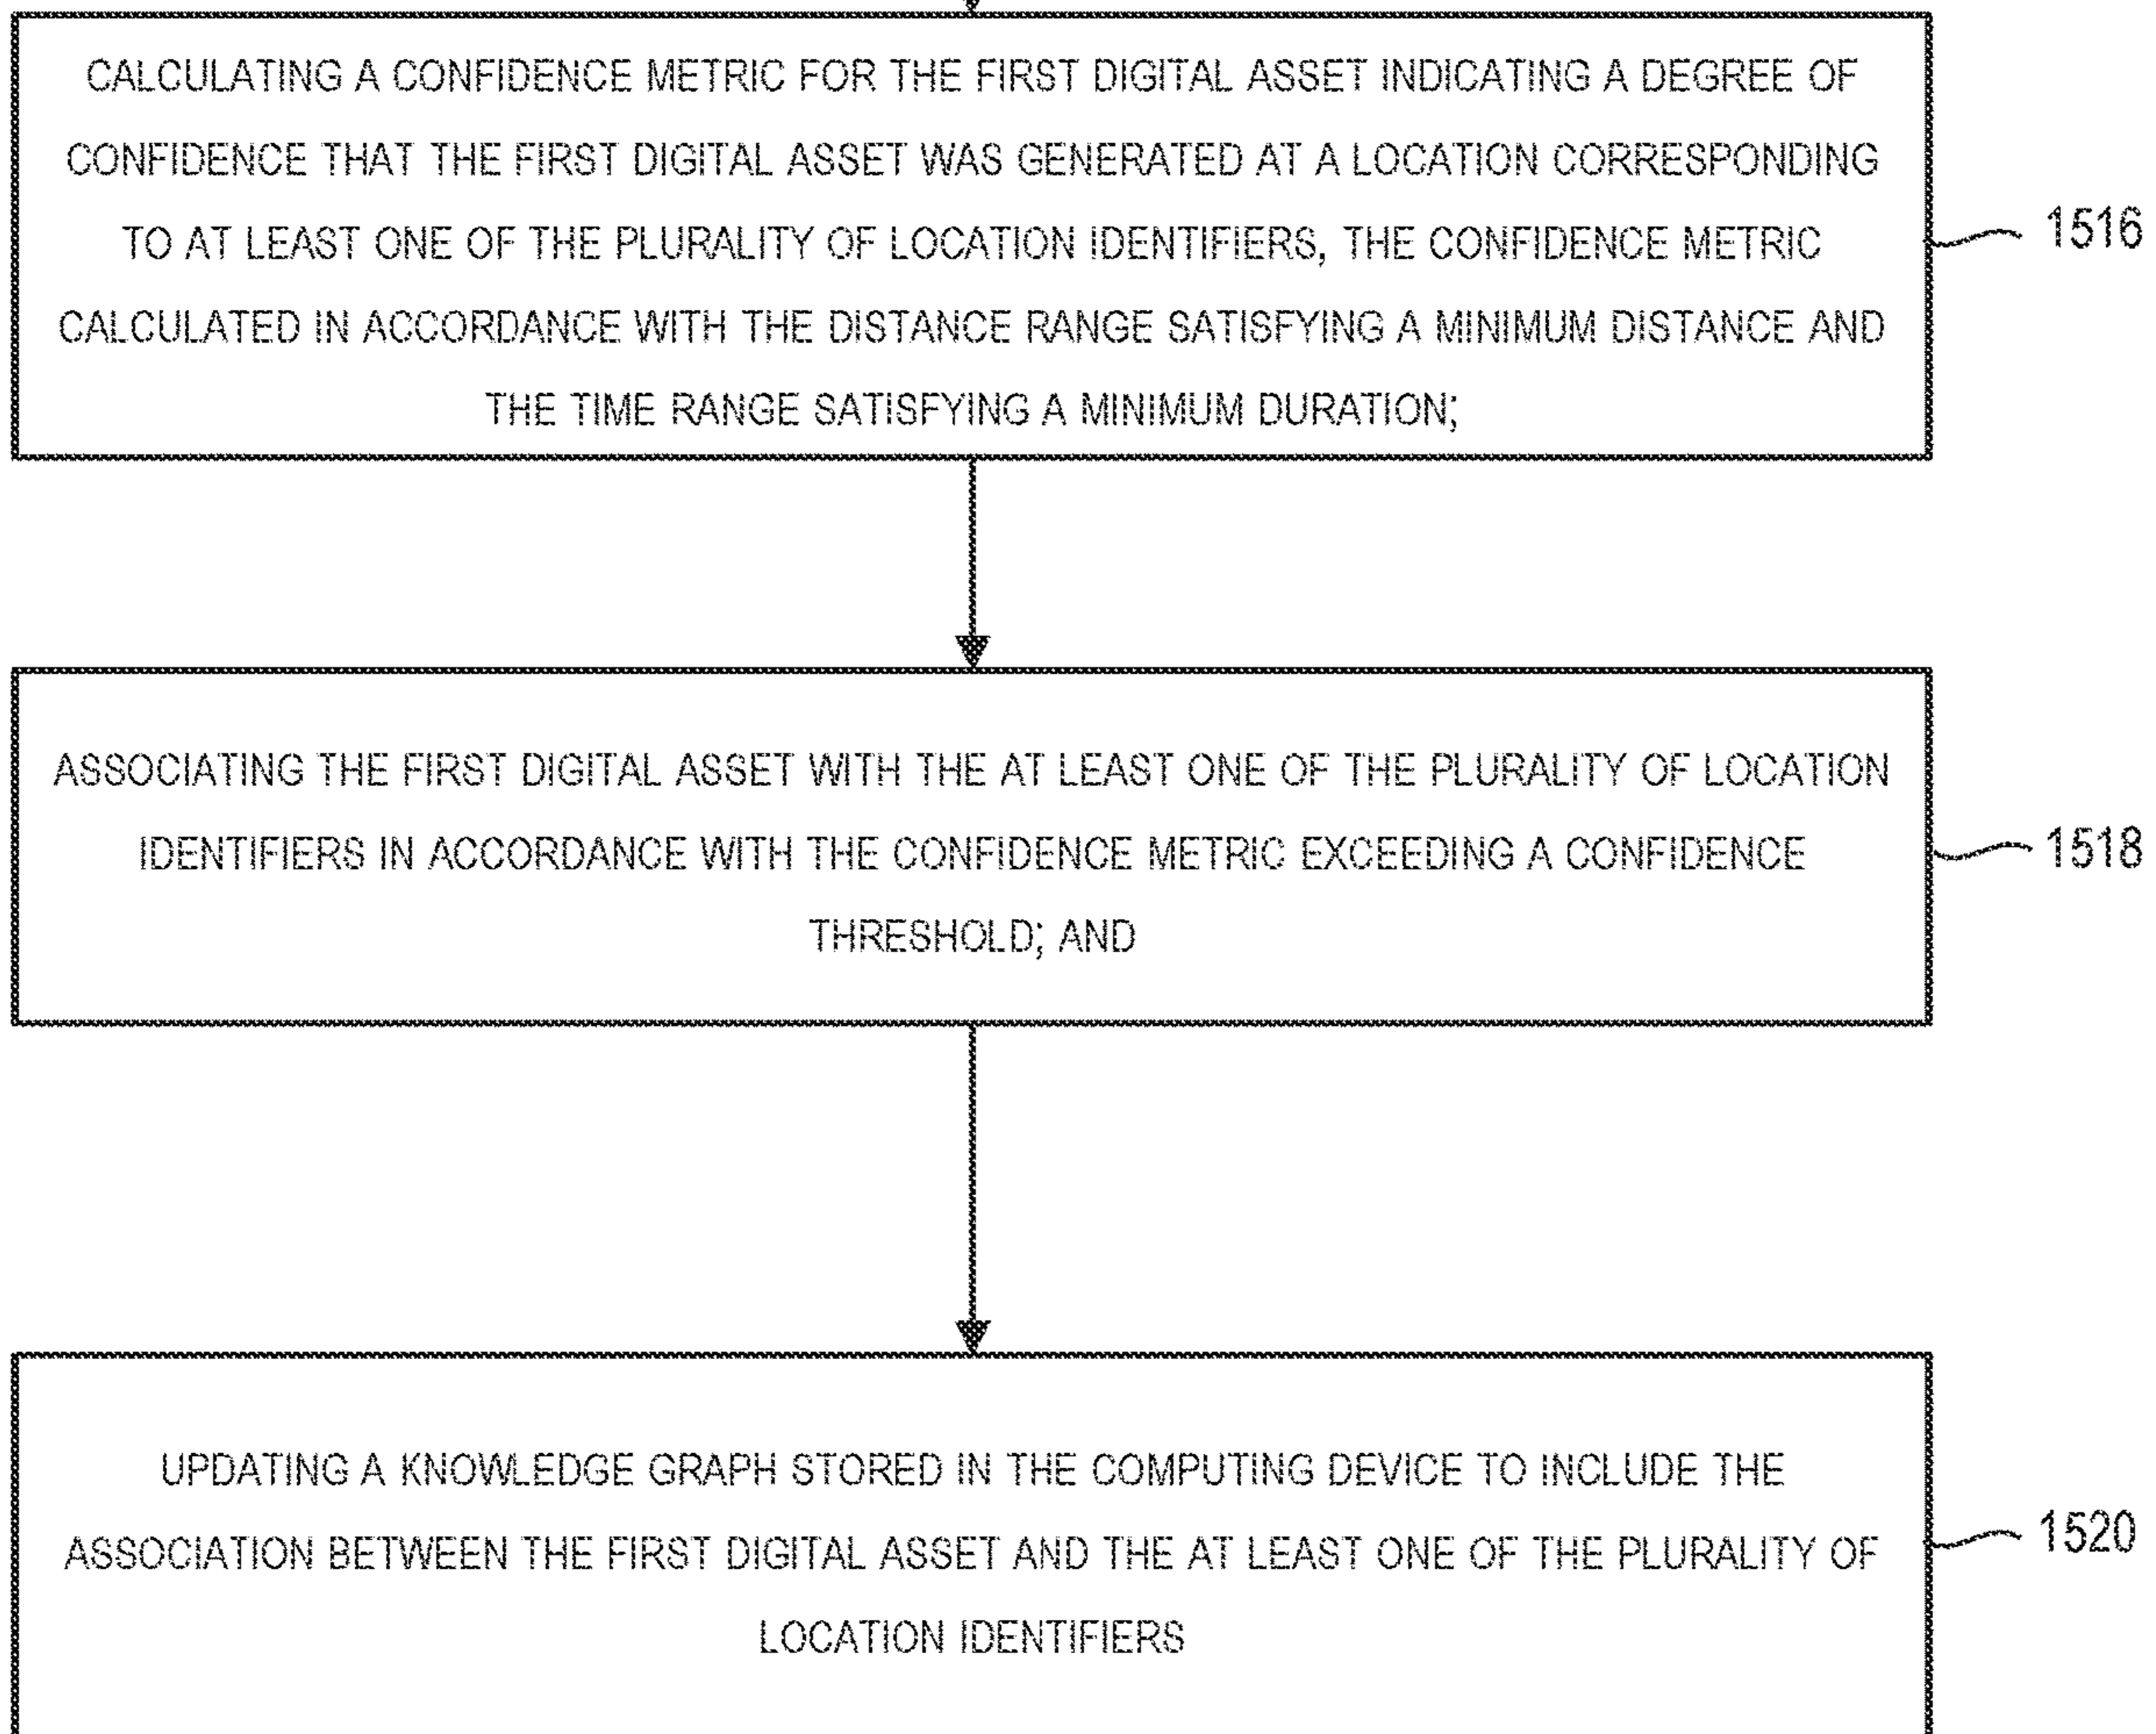 CALCULATING A CONFIDENCE METRIC FOR THE FIRST DIGITAL ASSET INDICATING A DEGREE OF
CONFIDENCE THAT THE FIRST DIGITAL ASSET WAS GENERATED AT A LOCATION CORRESPONDING
TO AT LEAST ONE OF THE PLURALITY OF LOCATION IDENTIFIERS, THE CONFIDENCE METRIC
CALCULATED IN ACCORDANCE WITH THE DISTANCE RANGE SATISFYING A MINIMUM DISTANCE AND
THE TIME RANGE SATISFYING A MINIMUM DURATION;
1516
ASSOCIATING THE FIRST DIGITAL ASSET WITH THE AT LEAST ONE OF THE PLURALITY OF LOCATION
IDENTIFIERS IN ACCORDANCE WITH THE CONFIDENCE METRIC EXCEEDING A CONFIDENCE
THRESHOLD; AND
1518
UPDATING A KNOWLEDGE GRAPH STORED IN THE COMPUTING DEVICE TO INCLUDE THE
ASSOCIATION BETWEEN THE FIRST DIGITAL ASSET AND THE AT LEAST ONE OF THE PLURALITY OF
LOCATION IDENTIFIERS
1520